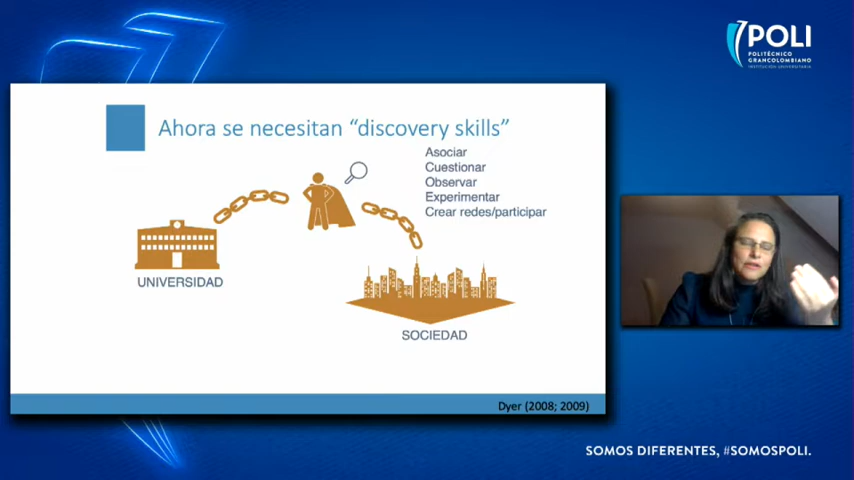 POLI
POLITÉCNICO
GRANCOLOMBIANO
INSTITUCIÓN UNIVERSITARIA
Ahora se necesitan “discovery skills”
Asociar
Cuestionar
Observar
Experimentar
Crear redes/participar
UNIVERSIDAD
SOCIEDAD
Dyer (2008; 2009)
SOMOS DIFERENTES, #SOMOSPOLI.